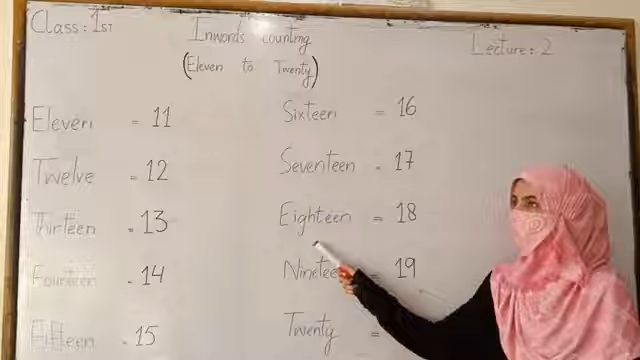 Class: 1ST
Inwords counting
Lecture: 2
(Eleven to Twenty)
Eleven = 11
Twelve = 12
Thirteen = 13
Fourteen = 14
Fifteen = 15
Sixteen = 16
Seventeen = 17
Eighteen = 18
Ninetee = 19
Twenty =